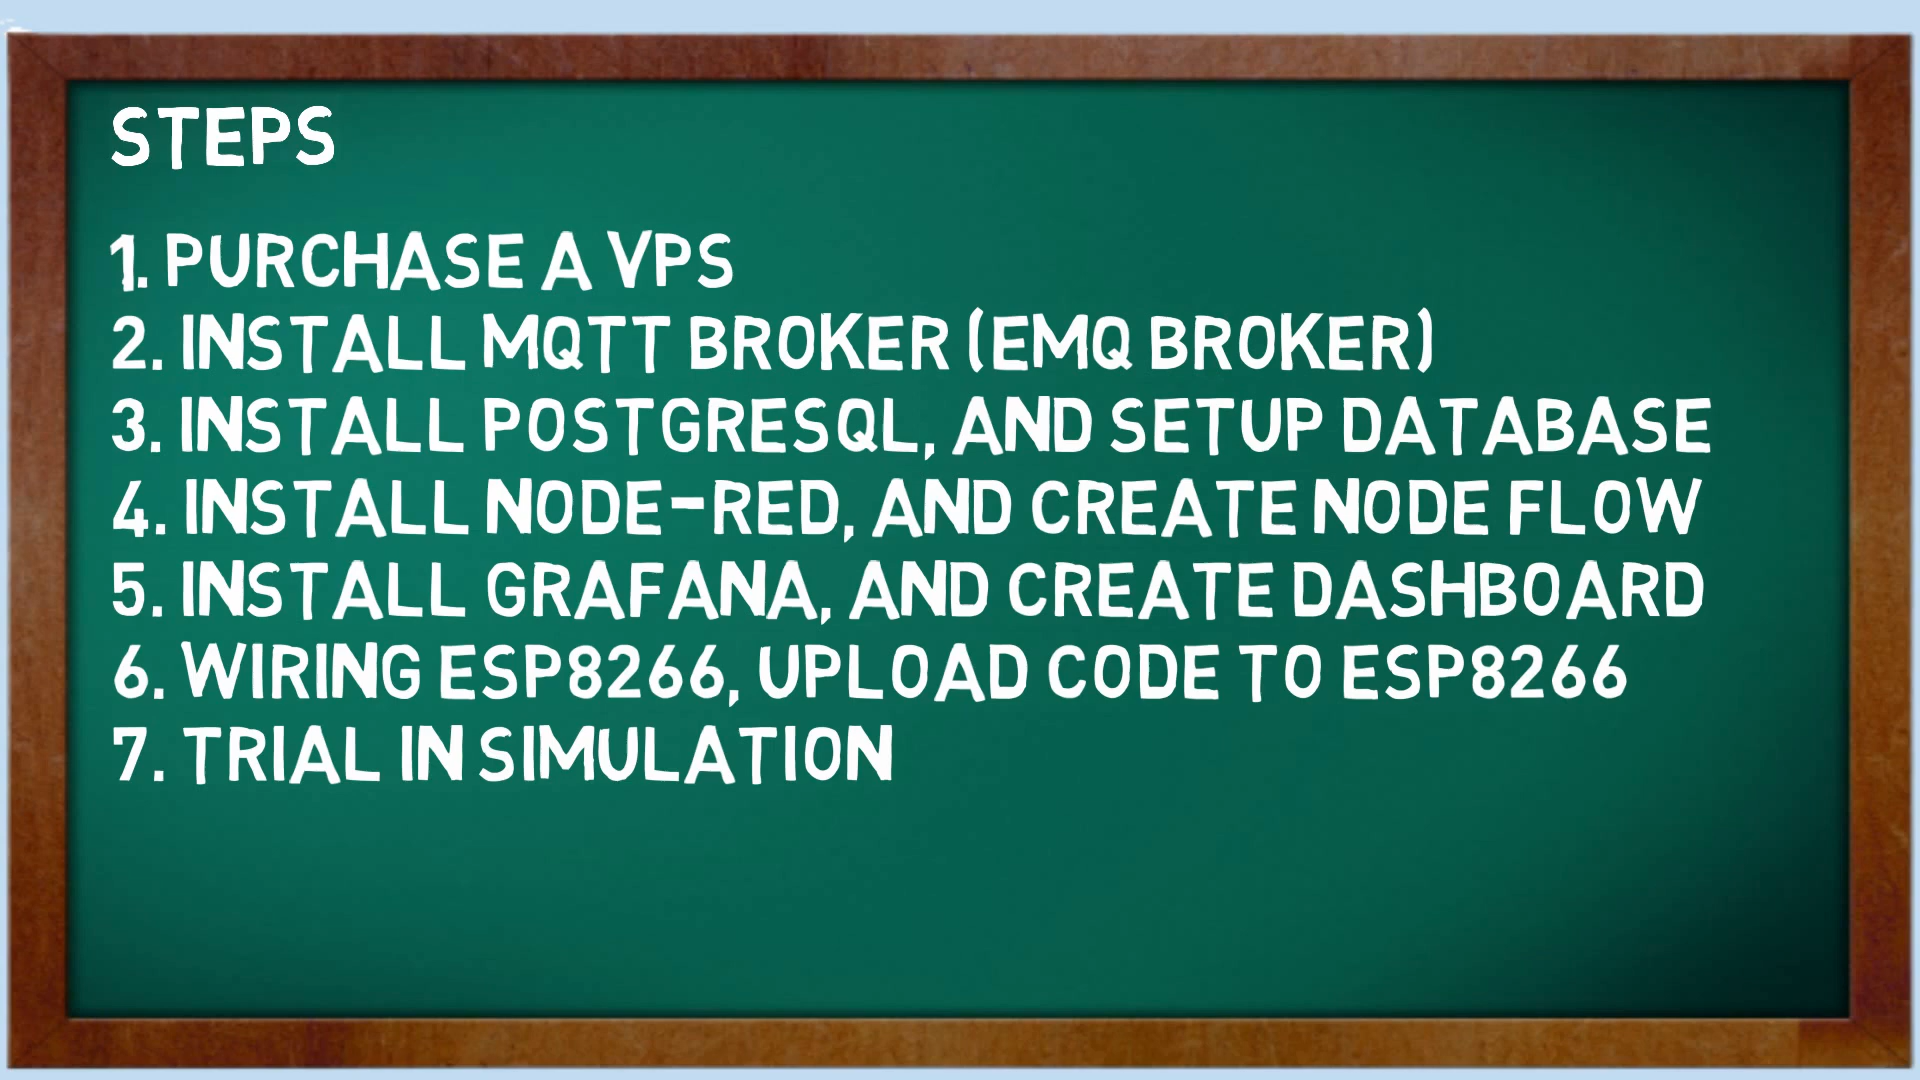 STEPS
1. PURCHASE A VPS
2. INSTALL MQTT BROKER (EMQ BROKER)
3. INSTALL POSTGRESQL, AND SETUP DATABASE
4. INSTALL NODE-RED, AND CREATE NODE FLOW
5. INSTALL GRAFANA, AND CREATE DASHBOARD
6. WIRING ESP8266, UPLOAD CODE TO ESP8266
7. TRIAL IN SIMULATION